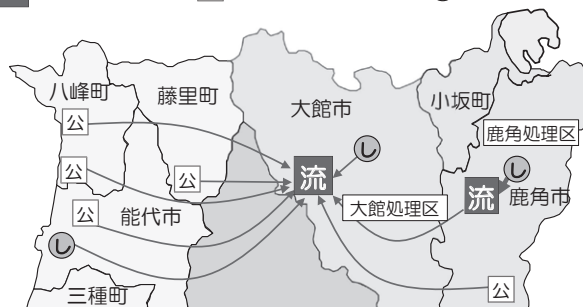 八峰町
藤里町
大館市
小坂町
公
し
鹿角処理区
し
公
公
流
流
鹿角市
公
能代市
大館処理区
し
公
三種町